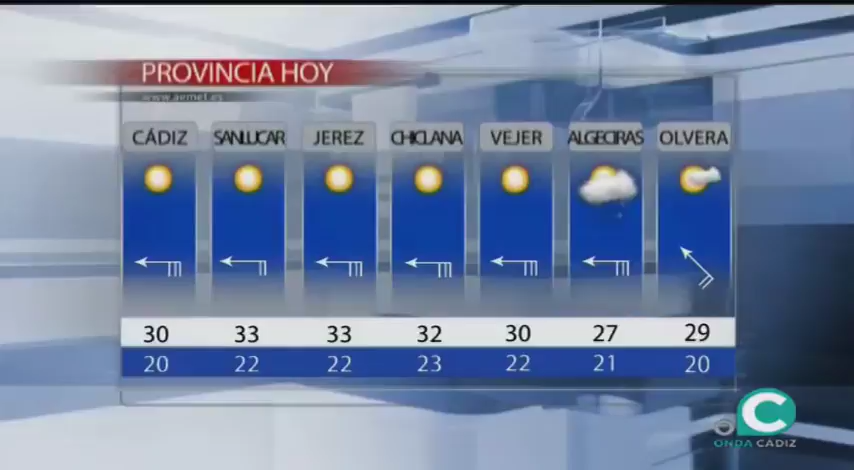 PROVINCIA HOY
www.aemet.es
CÁDIZ SANLUCAR JEREZ CHICLANA VEJER ALGECIRAS OLVERA
30 33 33 32 30 27 29
20 22 22 23 22 21 20
C
ONDA CÁDIZ